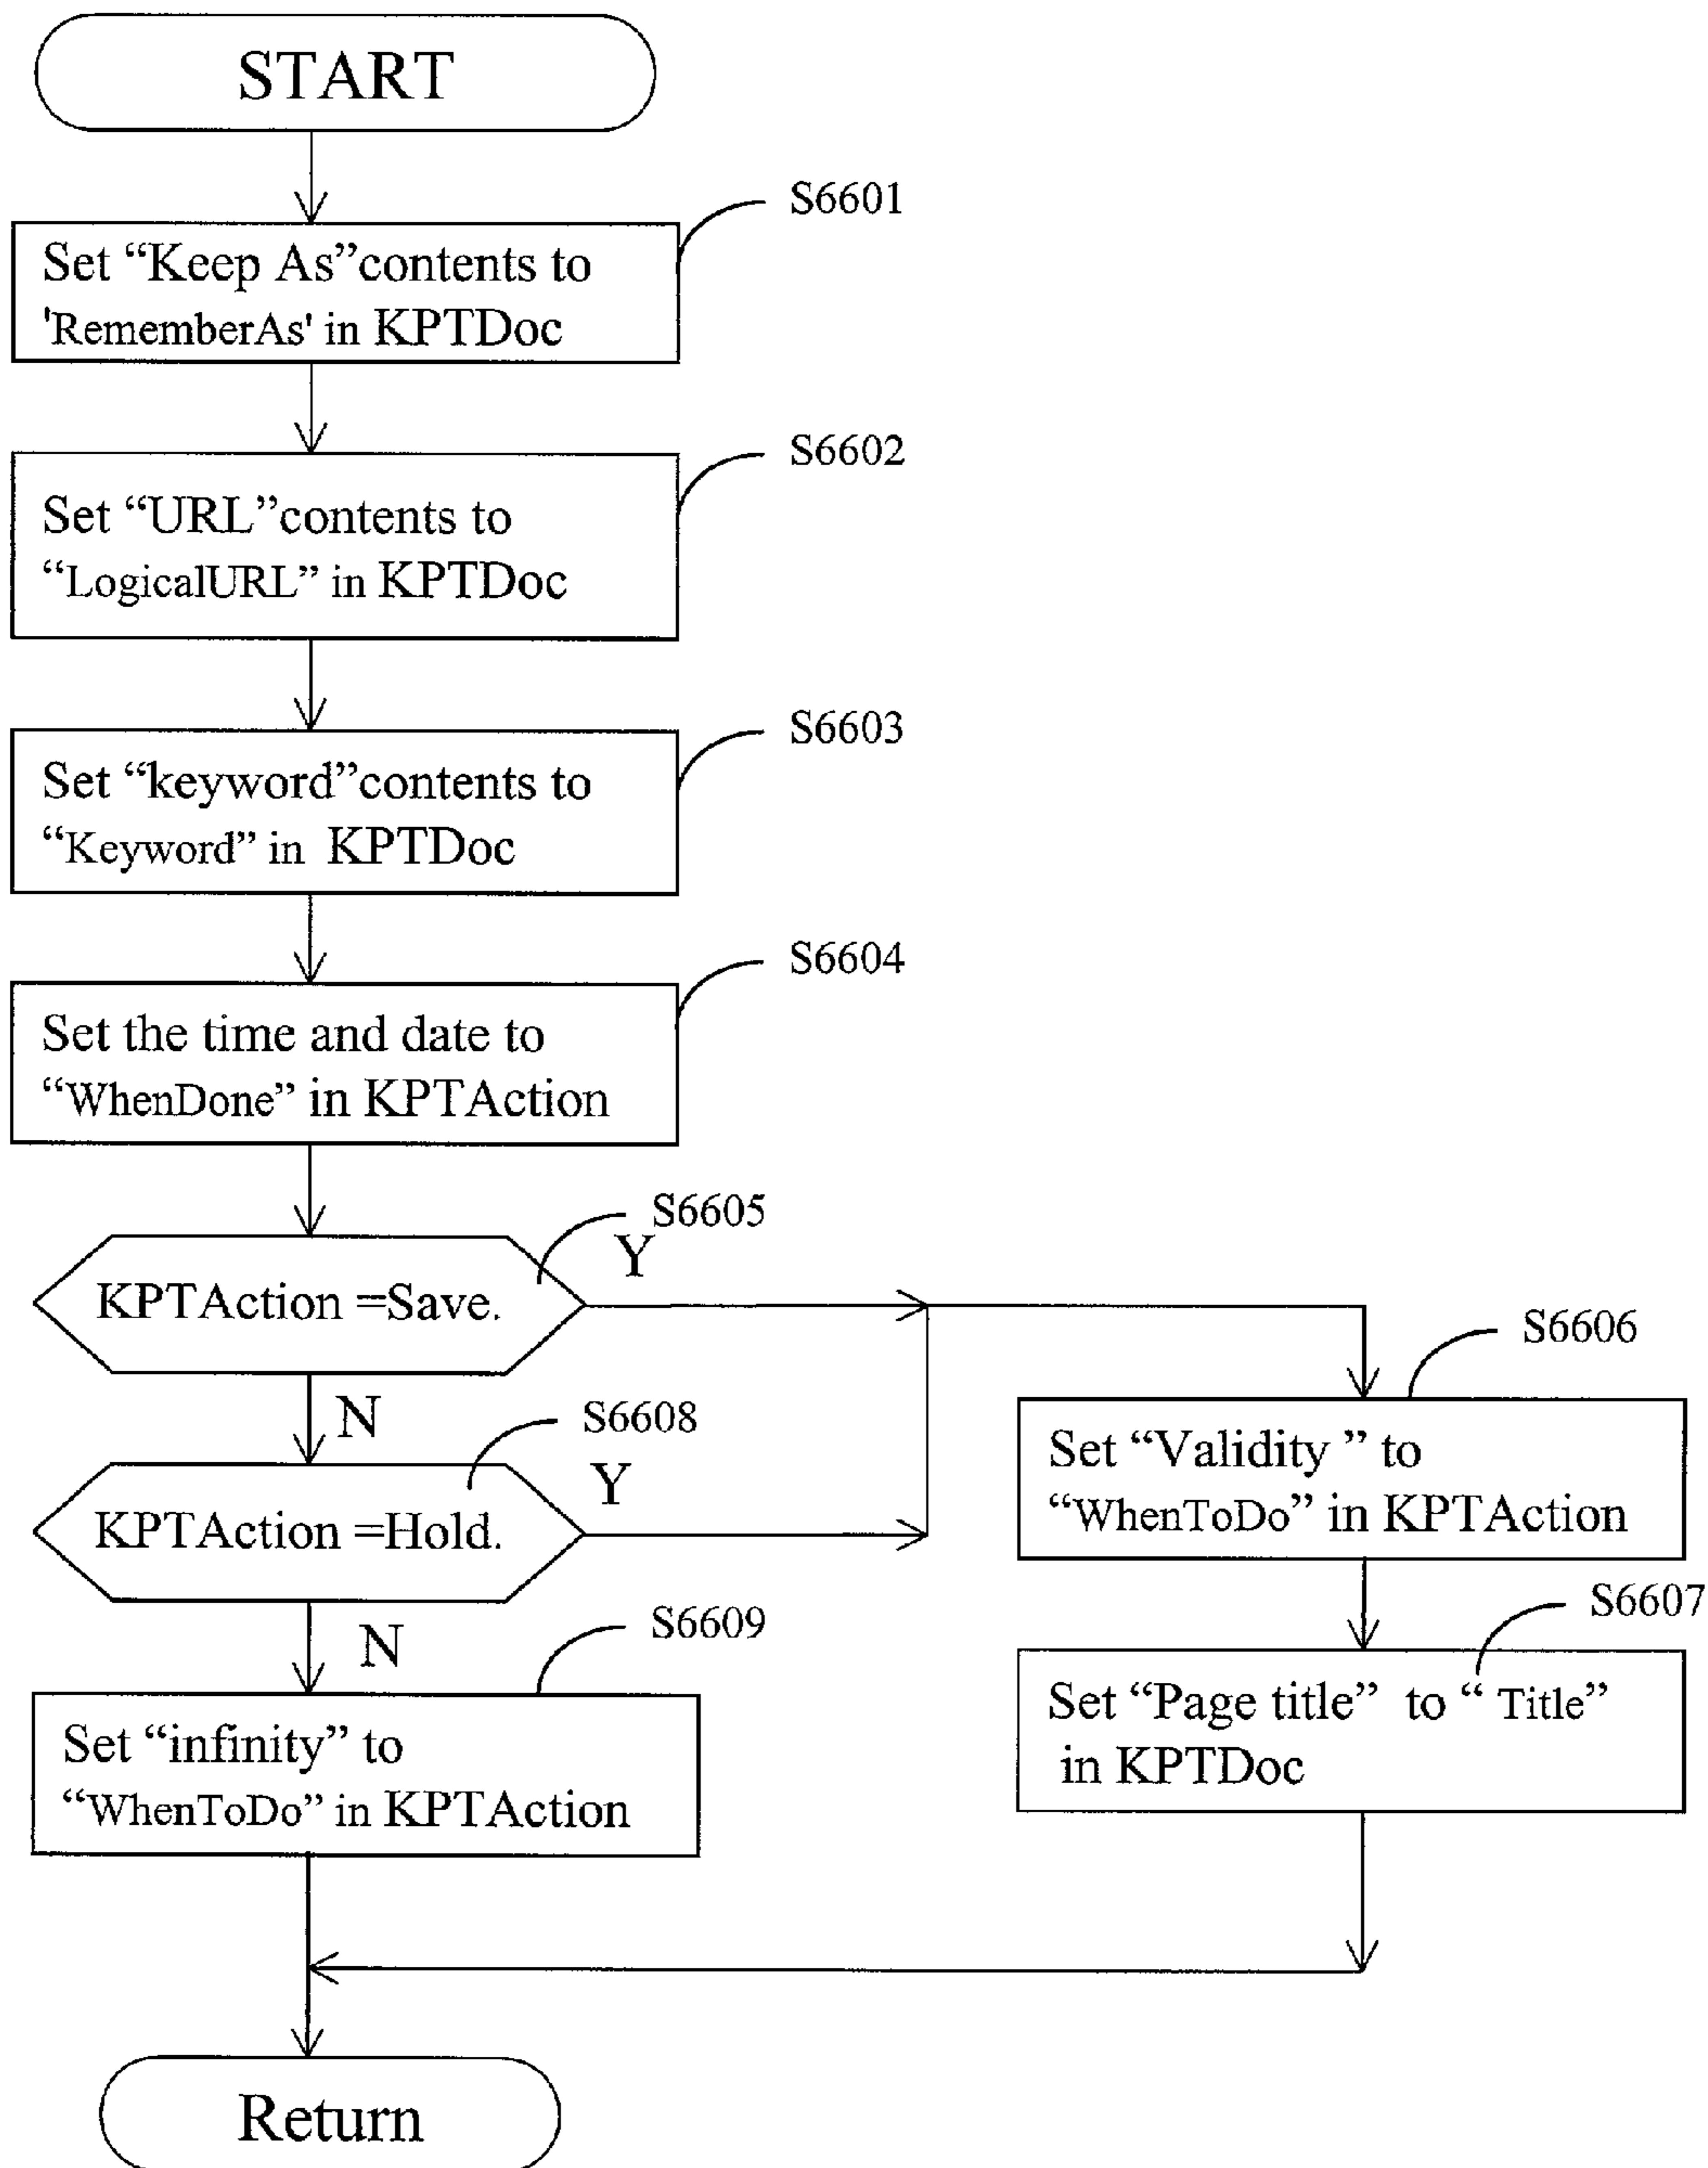 START
S6601
Set “Keep As”contents to
'RememberAs' in KPTDoc
S6602
Set “URL”contents to
“LogicalURL” in KPTDoc
S6603
Set “keyword”contents to
“Keyword” in KPTDoc
S6604
Set the time and date to
“WhenDone” in KPTAction
S6605
Y
KPTAction =Save.
N
S6608
Y
KPTAction =Hold.
N
S6606
Set “Validity ” to
“WhenToDo” in KPTAction
S6607
Set “Page title” to “ Title”
in KPTDoc
S6609
Set “infinity” to
“WhenToDo” in KPTAction
Return